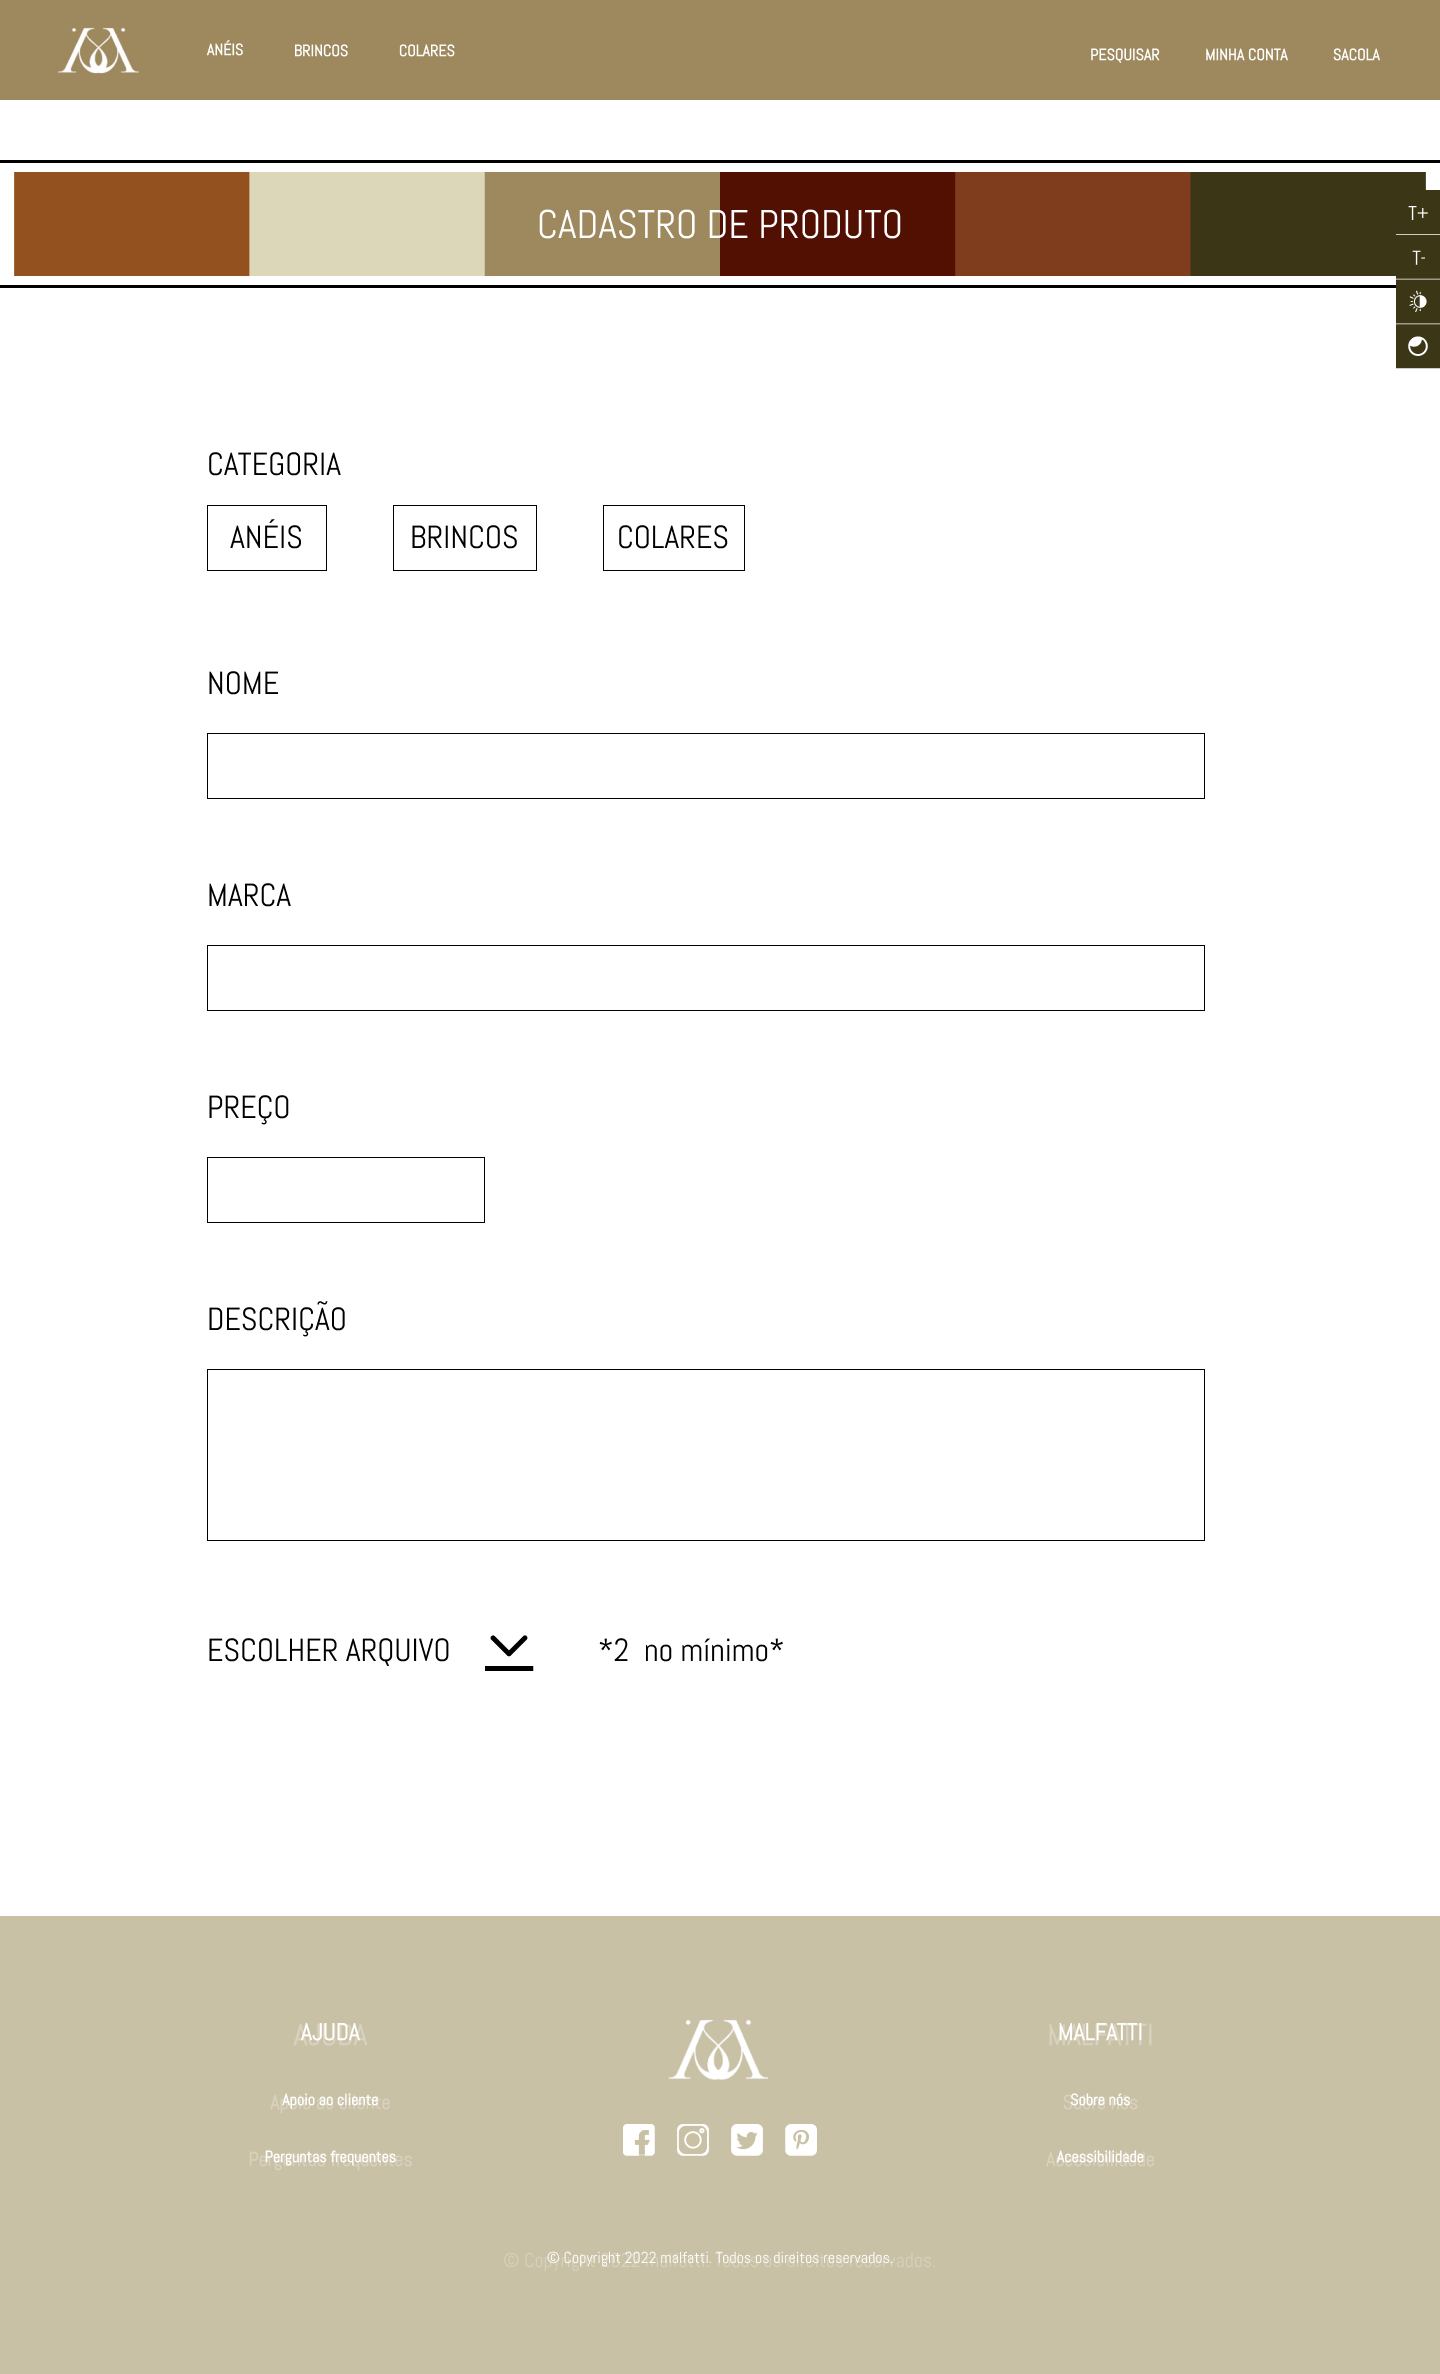 ANÉIS BRINCOS COLARES PESQUISAR MINHA CONTA SACOLA
CADASTRO DE PRODUTO
T+
T-
CATEGORIA
ANÉIS BRINCOS COLARES
NOME
MARCA
PREÇO
DESCRIÇÃO
ESCOLHER ARQUIVO *2 no mínimo*
AJUDA MALFATTI
Apoio ao cliente Sobre nós
Perguntas frequentes Acessibilidade
© Copyright 2022 malfatti. Todos os direitos reservados.